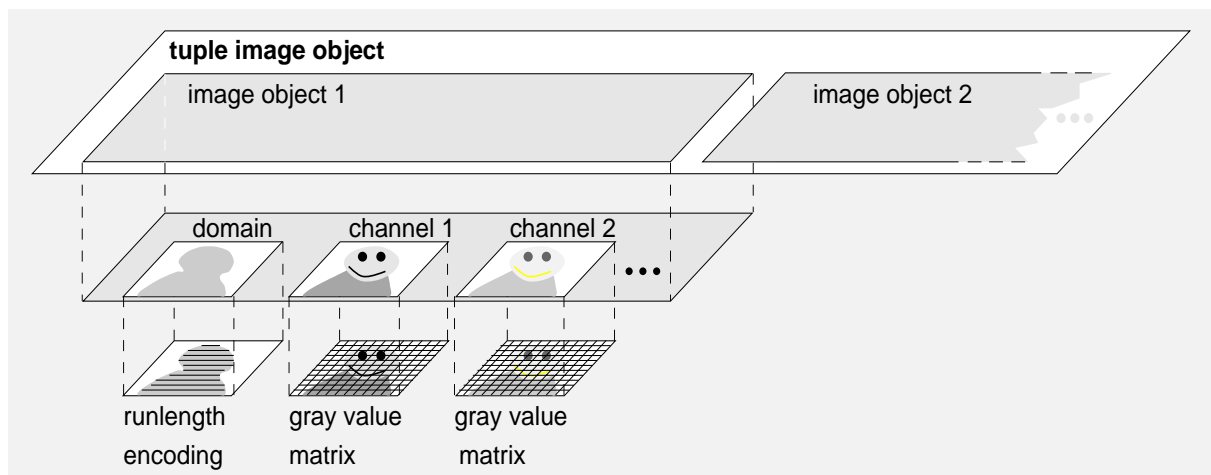 tuple image object
image object 1
image object 2
domain
channel 1
channel 2
runlength
encoding
gray value
matrix
gray value
matrix